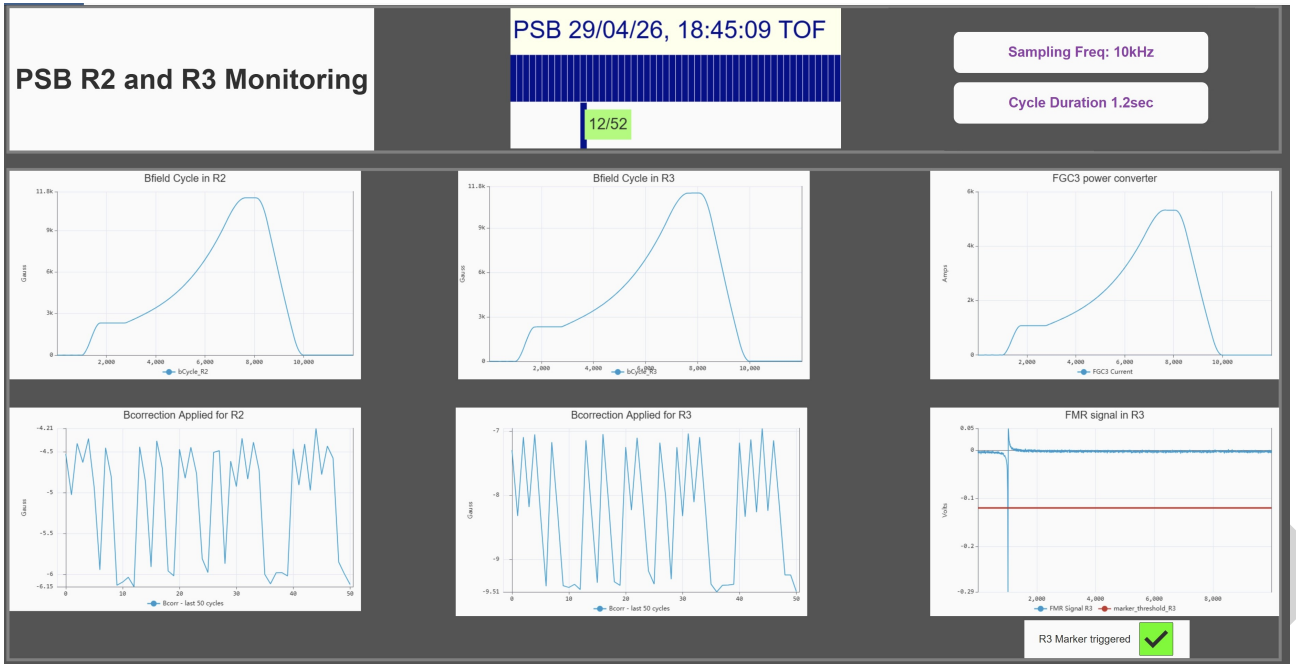 PSB R2 and R3 Monitoring
PSB 29/04/26, 18:45:09 TOF
12/52
Sampling Freq: 10kHz
Cycle Duration 1.2sec
Bfield Cycle in R2
11.8k
9k
6k
3k
0
Gauss
2,000 4,000 6,000 8,000 10,000
bCycle_R2
Bfield Cycle in R3
11.8k
9k
6k
3k
0
Gauss
2,000 4,000 6,000 8,000 10,000
bCycle_R3
FGC3 power converter
6k
4k
2k
0
Amps
2,000 4,000 6,000 8,000 10,000
FGC3 Current
Bcorrection Applied for R2
-4.21
-4.5
-5
-5.5
-6
-6.15
Gauss
0 10 20 30 40 50
Bcorr - last 50 cycles
Bcorrection Applied for R3
-7
-8
-9
-9.51
Gauss
0 10 20 30 40 50
Bcorr - last 50 cycles
FMR signal in R3
0.05
0
-0.1
-0.2
-0.29
Volts
2,000 4,000 6,000 8,000
FMR Signal R3 marker_threshold_R3
R3 Marker triggered